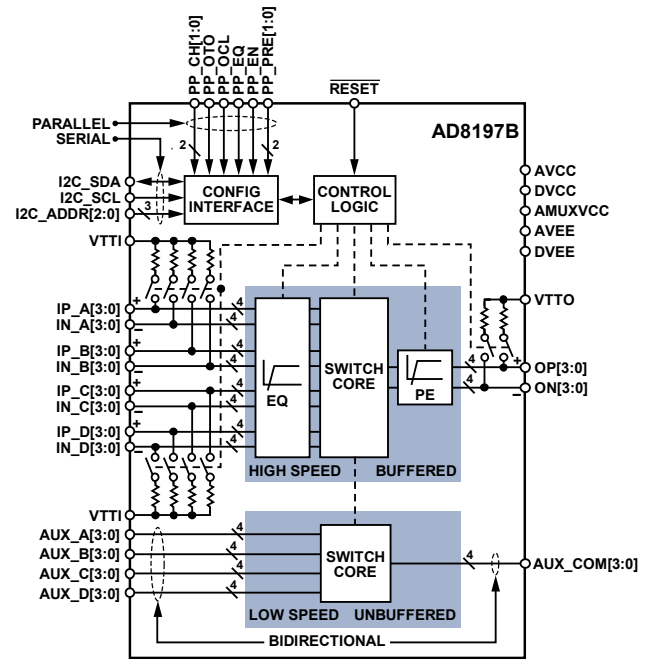 PP_CH[1:0]
PP_OTO
PP_OCL
PP_EQ
PP_EN
PP_PRE[1:0]
RESET
PARALLEL
SERIAL
AD8197B
2
2
I2C_SDA
I2C_SCL
I2C_ADDR[2:0]
3
CONFIG
INTERFACE
CONTROL
LOGIC
AVCC
DVCC
AMUXVCC
AVEE
DVEE
VTTI
VTTO
+
IP_A[3:0]
4
IN_A[3:0]
4
−
+
IP_B[3:0]
4
IN_B[3:0]
4
−
+
IP_C[3:0]
4
IN_C[3:0]
4
−
+
IP_D[3:0]
4
IN_D[3:0]
4
−
EQ
SWITCH
CORE
PE
4
+
OP[3:0]
4
ON[3:0]
−
HIGH SPEED
BUFFERED
VTTI
AUX_A[3:0]
4
AUX_B[3:0]
4
AUX_C[3:0]
4
AUX_D[3:0]
4
SWITCH
CORE
4
AUX_COM[3:0]
LOW SPEED
UNBUFFERED
BIDIRECTIONAL